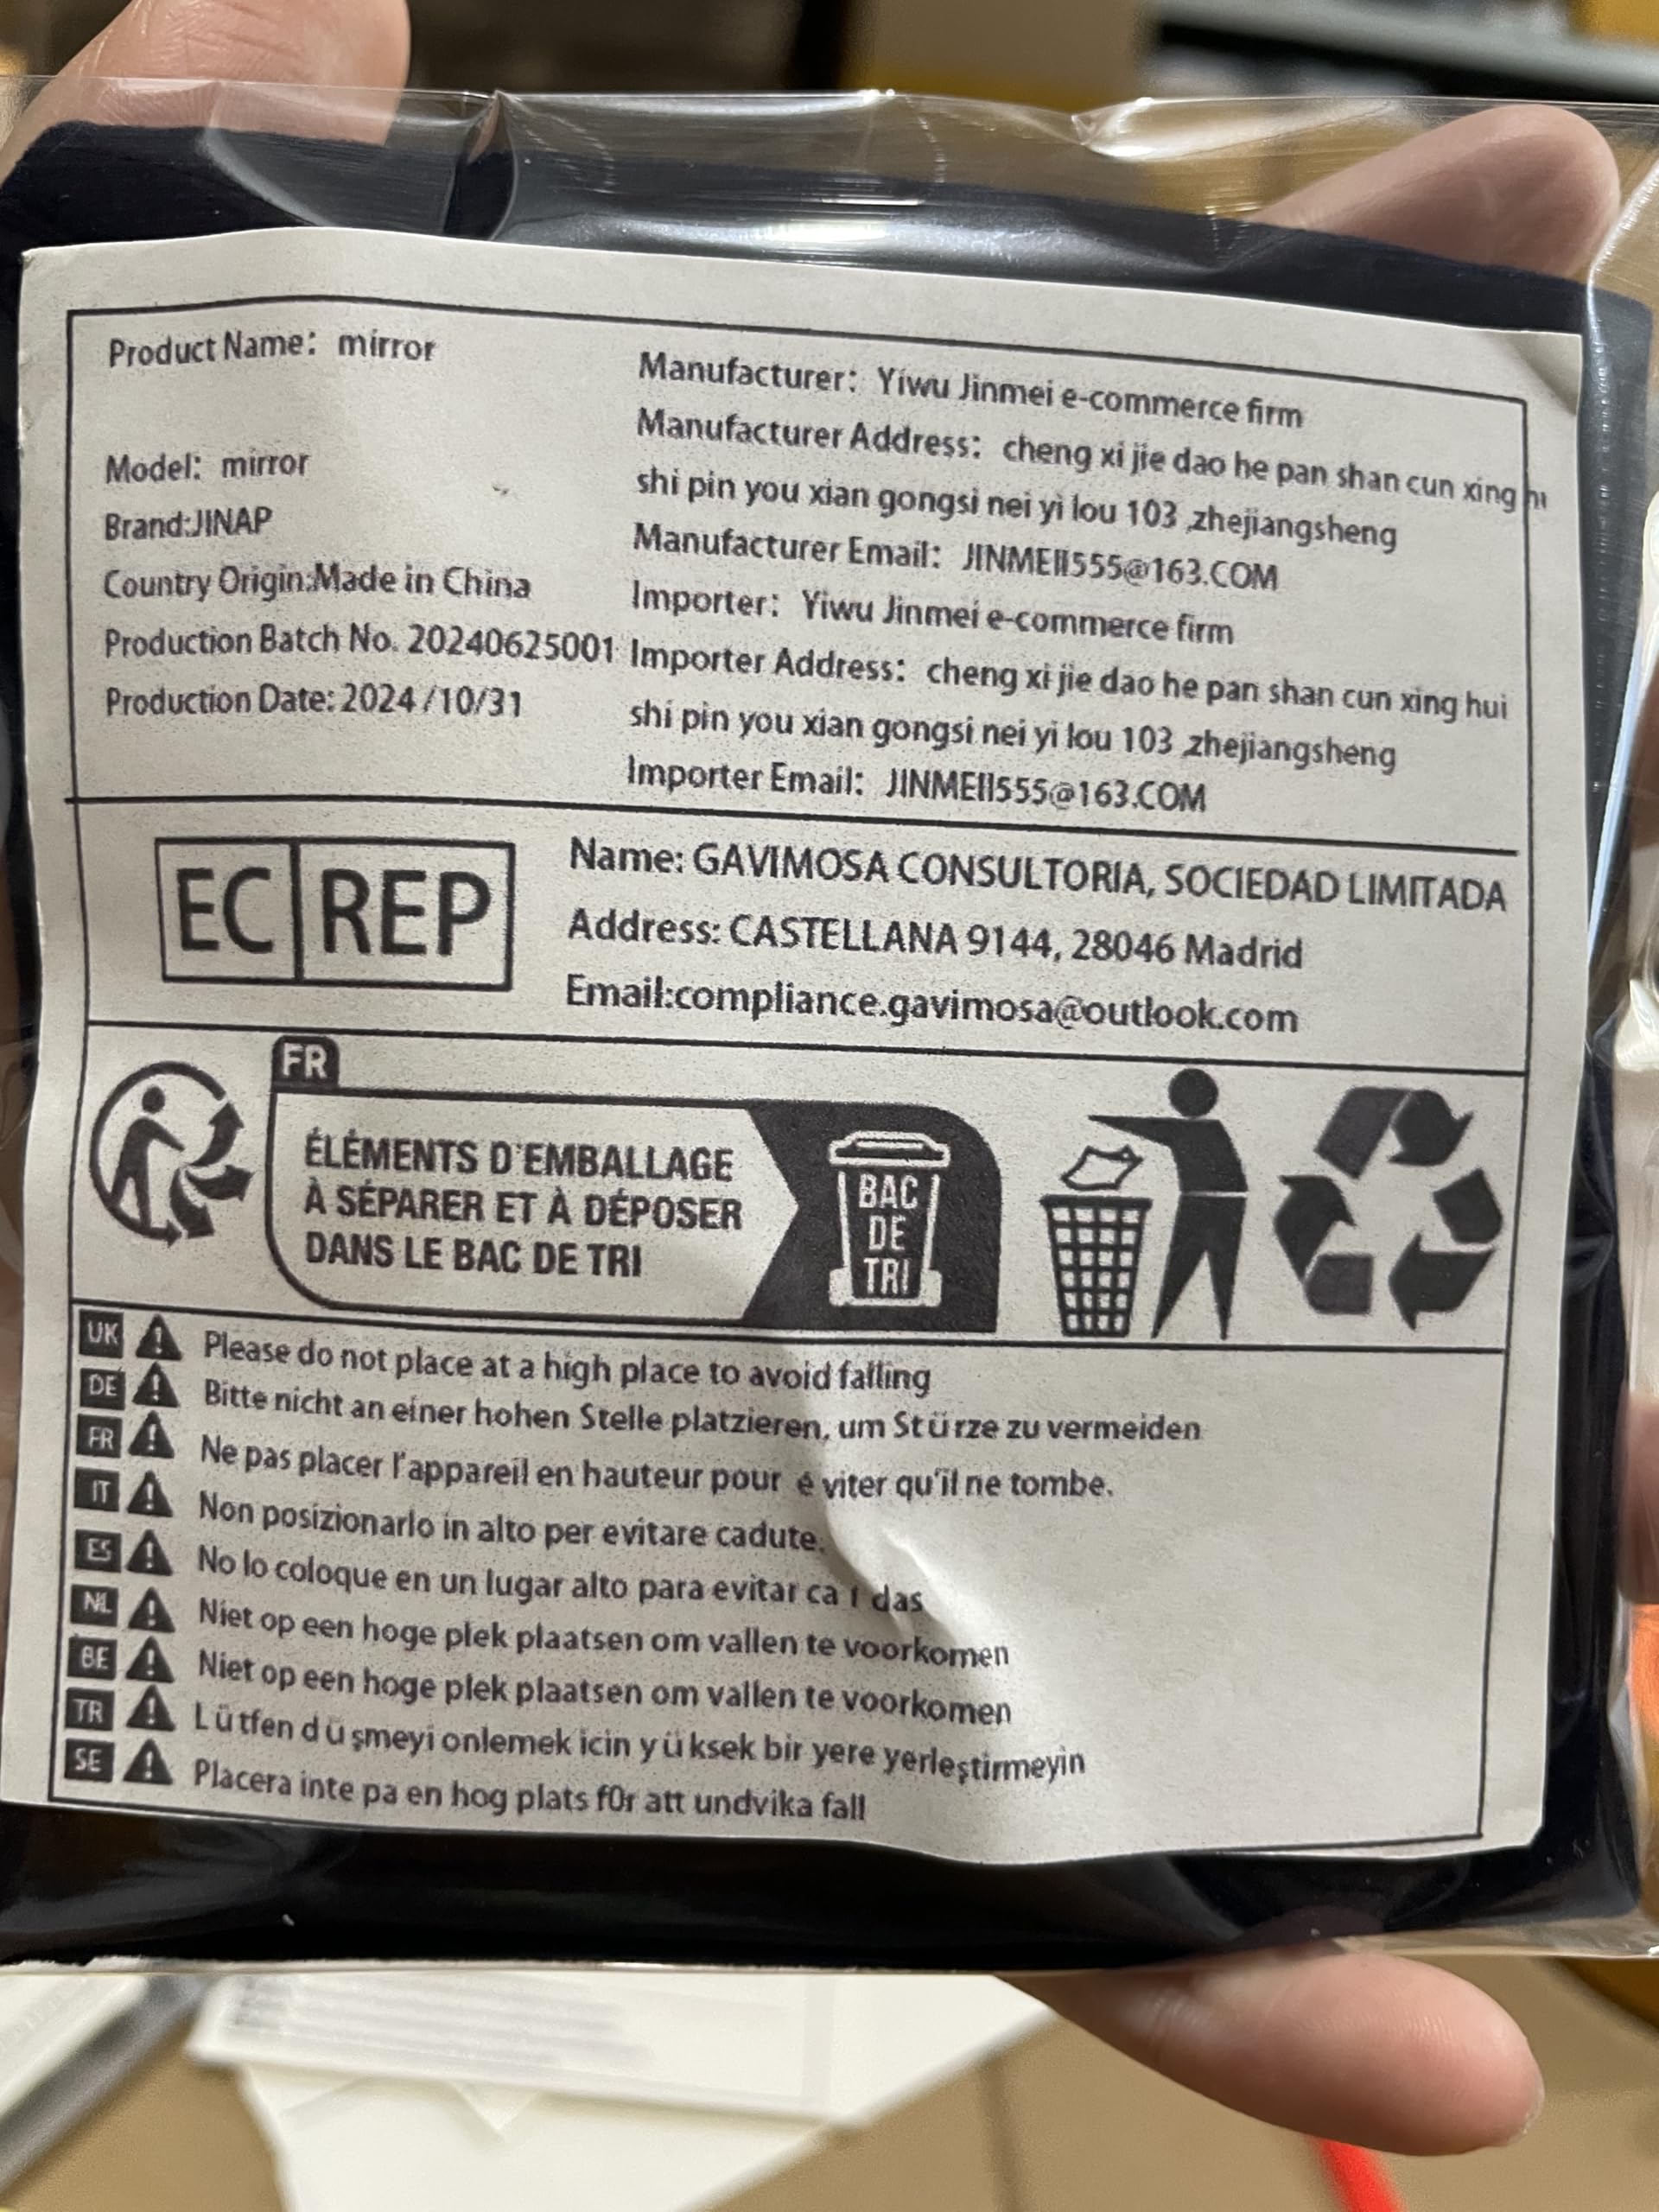 Product Name: mirror
Model: mirror
Brand:JINAP
Country Origin:Made in China
Production Batch No. 20240625001
Production Date: 2024/10/31
Manufacturer: Yiwu Jinmei e-commerce firm
Manufacturer Address: cheng xi jie dao he pan shan cun xing
shi pin you xian gongsi nei yi lou 103 ,zhejiangsheng
Manufacturer Email: JINMEII555@163.COM
Importer: Yiwu Jinmei e-commerce firm
Importer Address: cheng xi jie dao he pan shan cun xing hui
shi pin you xian gongsi nei yi lou 103 ,zhejiangsheng
Importer Email: JINMEII555@163.COM
EC REP
Name: GAVIMOSA CONSULTORIA, SOCIEDAD LIMITADA
Address: CASTELLANA 9144, 28046 Madrid
Email:compliance.gavimosa@outlook.com
FR
ÉLÉMENTS D'EMBALLAGE
À SÉPARER ET À DÉPOSER
DANS LE BAC DE TRI
BAC
DE
TRI
UK Please do not place at a high place to avoid falling
DE Bitte nicht an einer hohen Stelle platzieren, um Stürze zu vermeiden
FR Ne pas placer l'appareil en hauteur pour é viter qu'il ne tombe.
IT Non posizionarlo in alto per evitare cadute.
ES No lo coloque en un lugar alto para evitar ca í das
NL Niet op een hoge plek plaatsen om vallen te voorkomen
BE Niet op een hoge plek plaatsen om vallen te voorkomen
TR Lütfen düşmeyi onlemek icin yüksek bir yere yerleştirmeyin
SE Placera inte pa en hog plats f0r att undvika fall